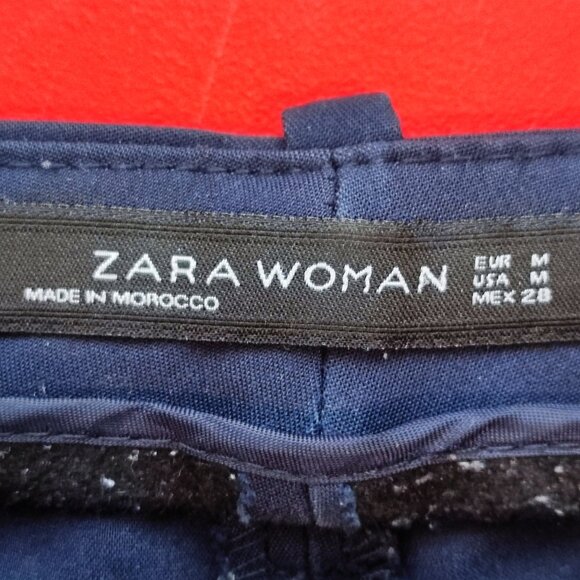 ZARA WOMAN
MADE IN MOROCCO
EUR M
USA M
MEX 28